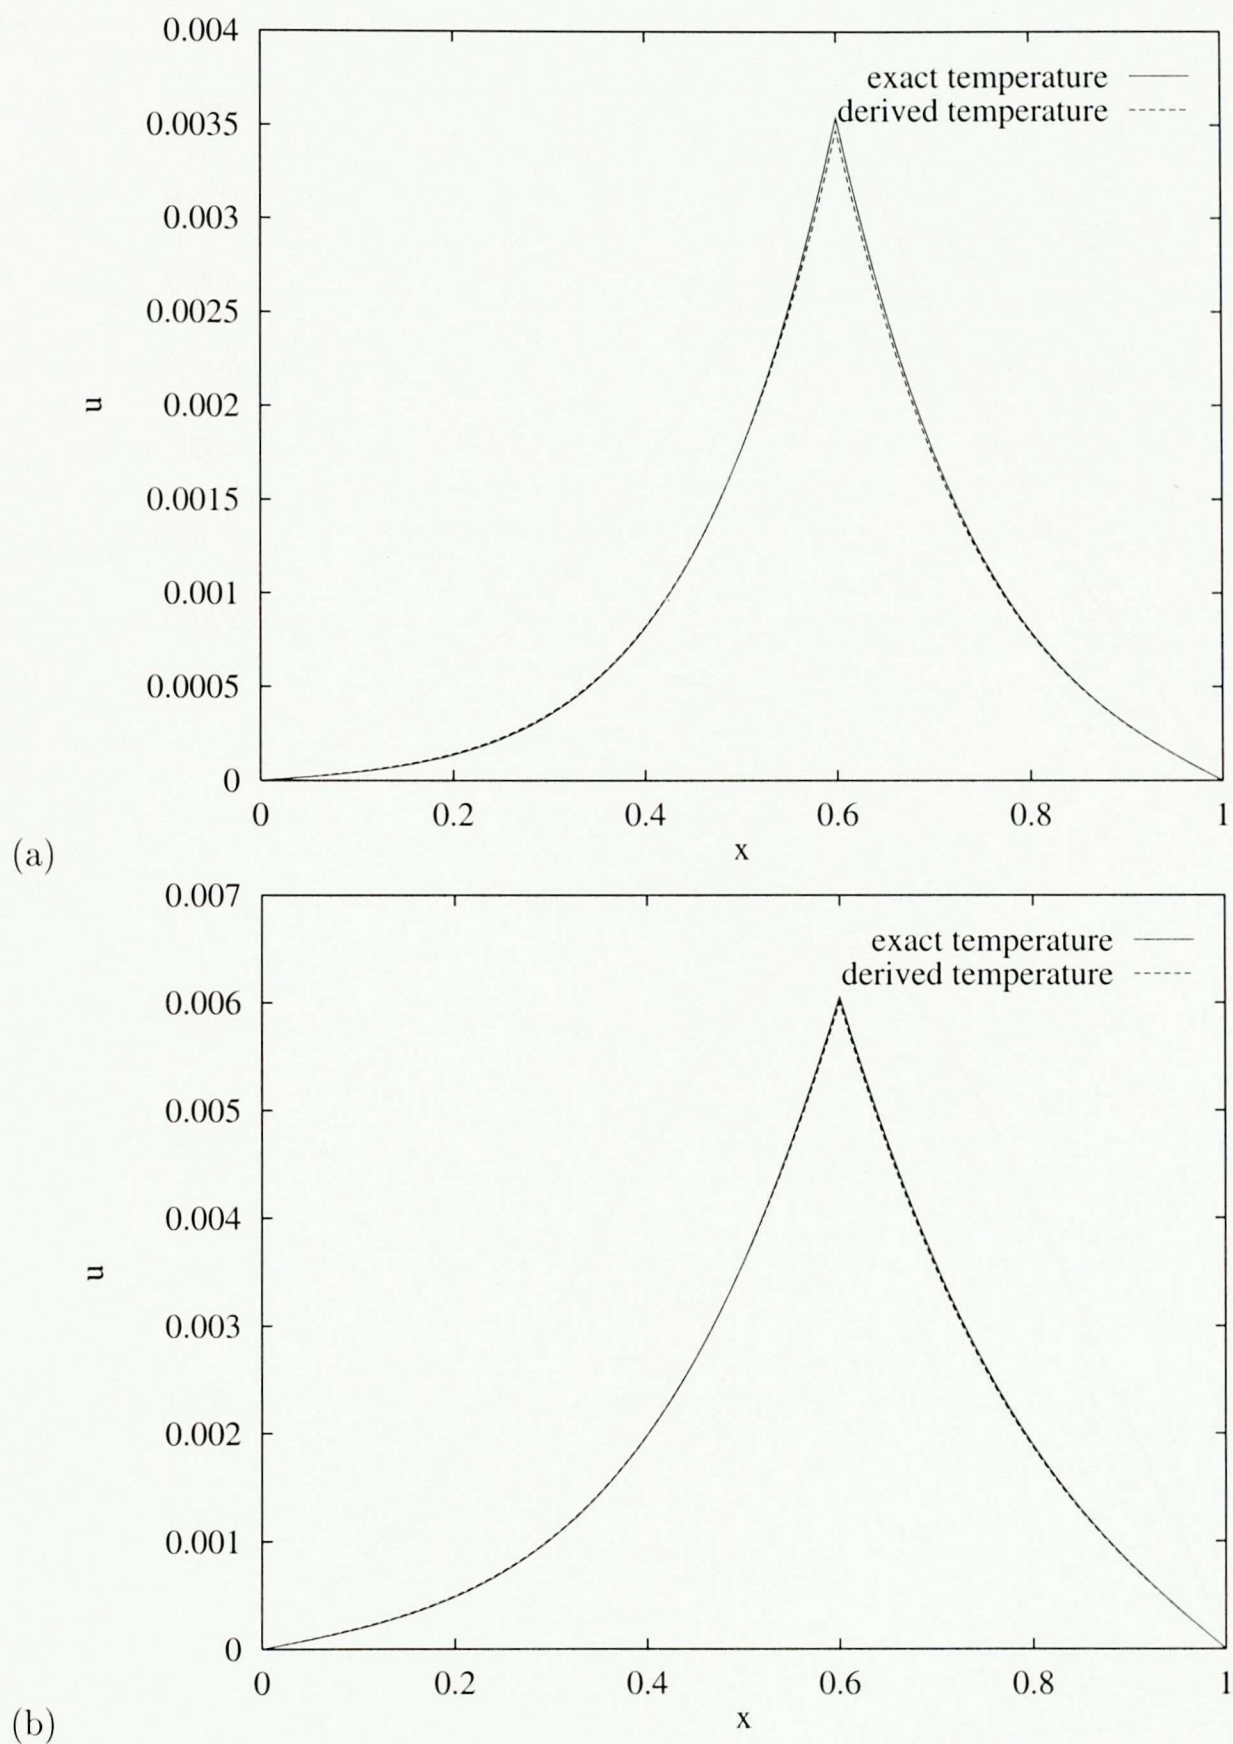 0.004
exact temperature
derived temperature
0.0035
0.003
0.0025
u
0.002
0.0015
0.001
0.0005
0
0 0.2 0.4 0.6 0.8 1
x
(a)
0.007
exact temperature
derived temperature
0.006
0.005
0.004
u
0.003
0.002
0.001
0
0 0.2 0.4 0.6 0.8 1
x
(b)